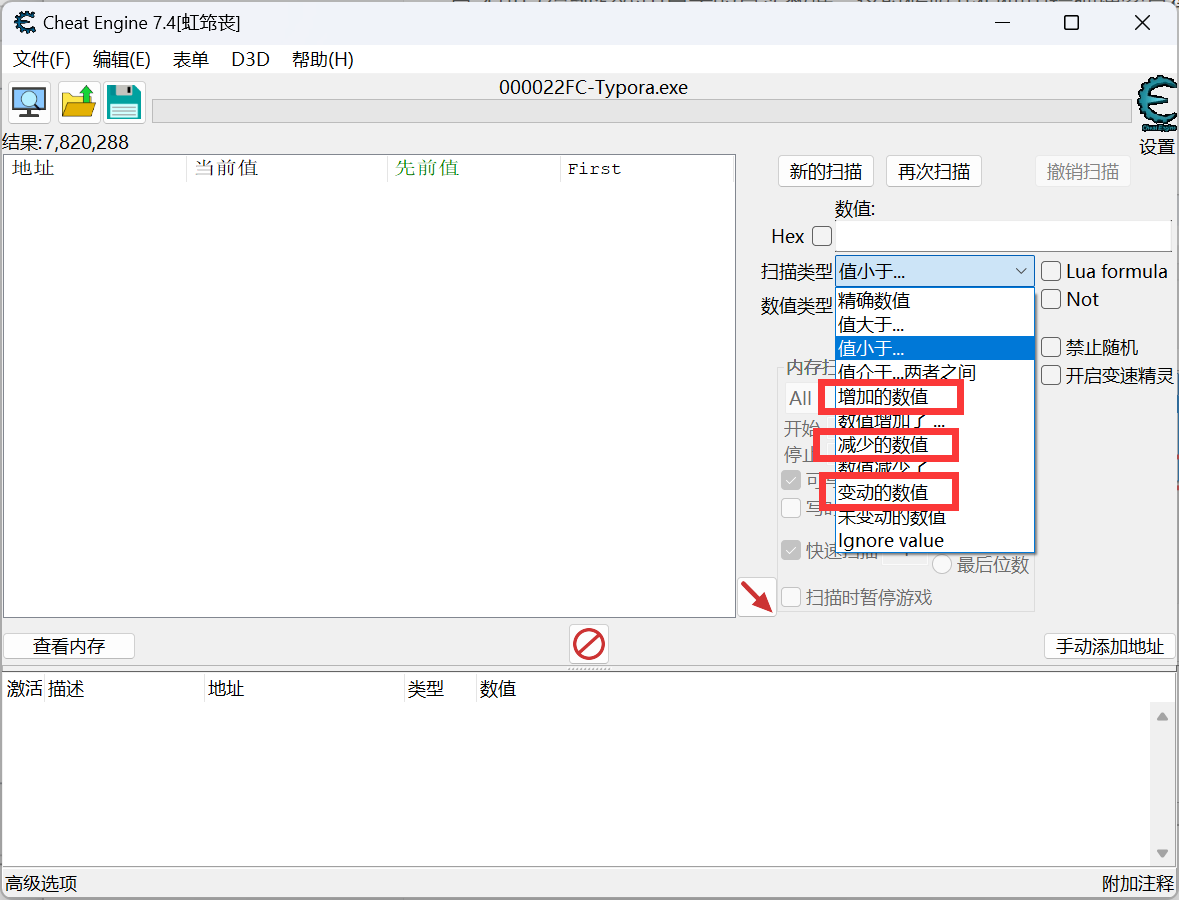 Cheat Engine 7.4[虹筇丧]
文件(F) 编辑(E) 表单 D3D 帮助(H)
000022FC-Typora.exe
Cheat Engine
设置
结果:7,820,288
地址 当前值 先前值 First
新的扫描 再次扫描 撤销扫描
数值:
Hex
扫描类型 值小于... Lua formula
数值类型 精确数值 Not
值大于...
值小于... 禁止随机
值介于...两者之间 开启变速精灵
内存扫
All 增加的数值
开始 数值增加了 ...
停止 减少的数值
数值减少了
变动的数值
未变动的数值
快速扫描 Ignore value
最后位数
扫描时暂停游戏
查看内存 手动添加地址
激活 描述 地址 类型 数值
高级选项 附加注释